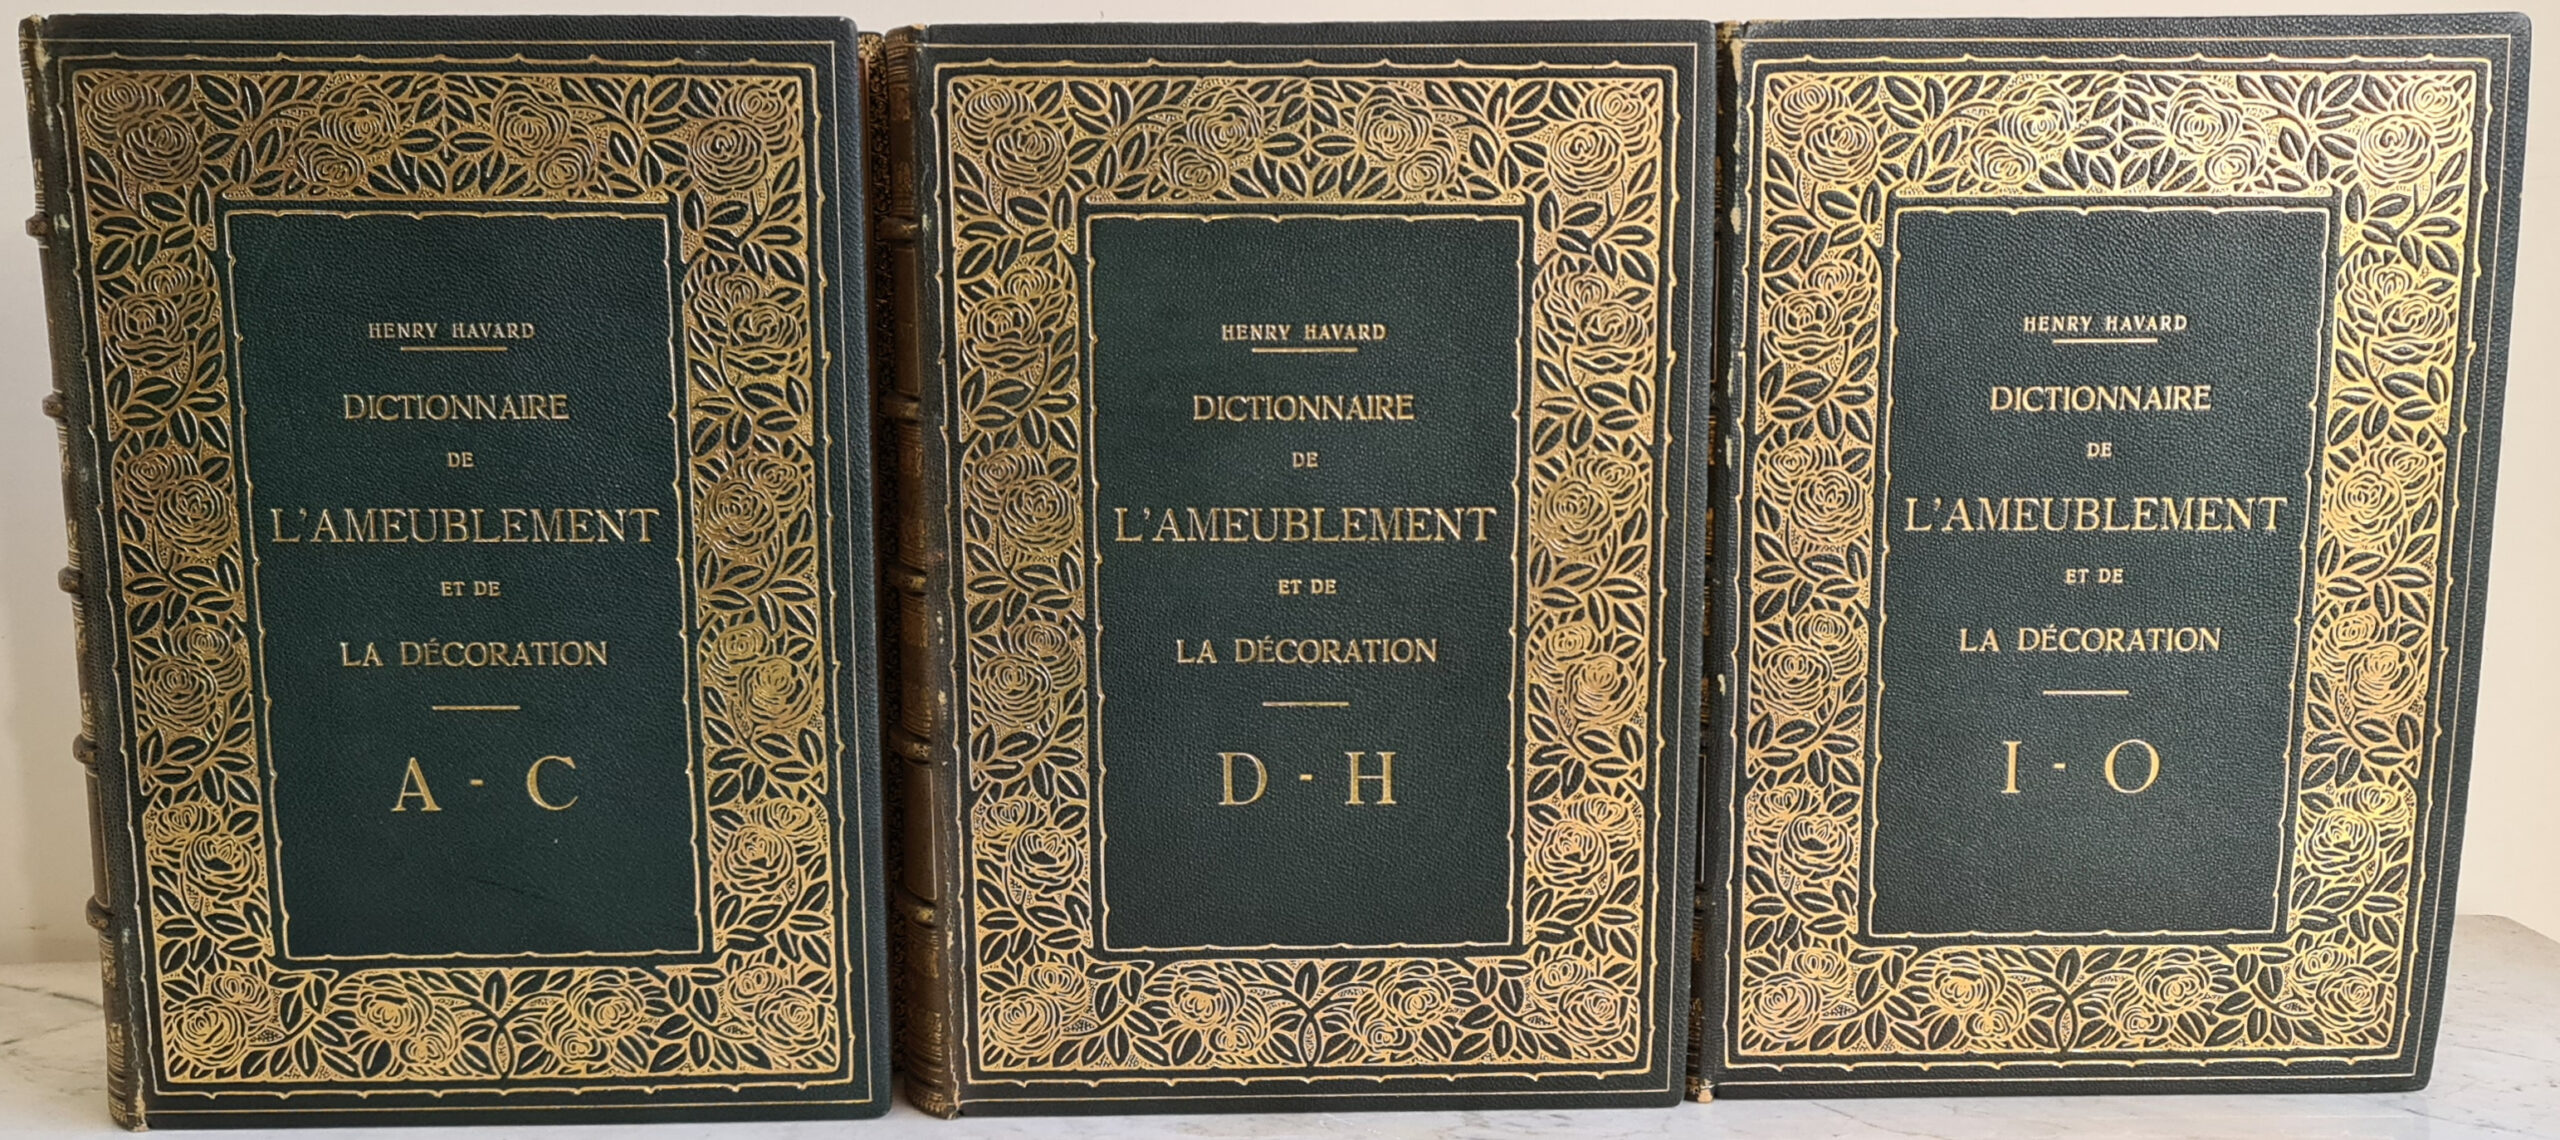 HENRY HAVARD
DICTIONNAIRE
DE
L'AMEUBLEMENT
ET DE
LA DÉCORATION
A - C
HENRY HAVARD
DICTIONNAIRE
DE
L'AMEUBLEMENT
ET DE
LA DÉCORATION
D - H
HENRY HAVARD
DICTIONNAIRE
DE
L'AMEUBLEMENT
ET DE
LA DÉCORATION
I - O